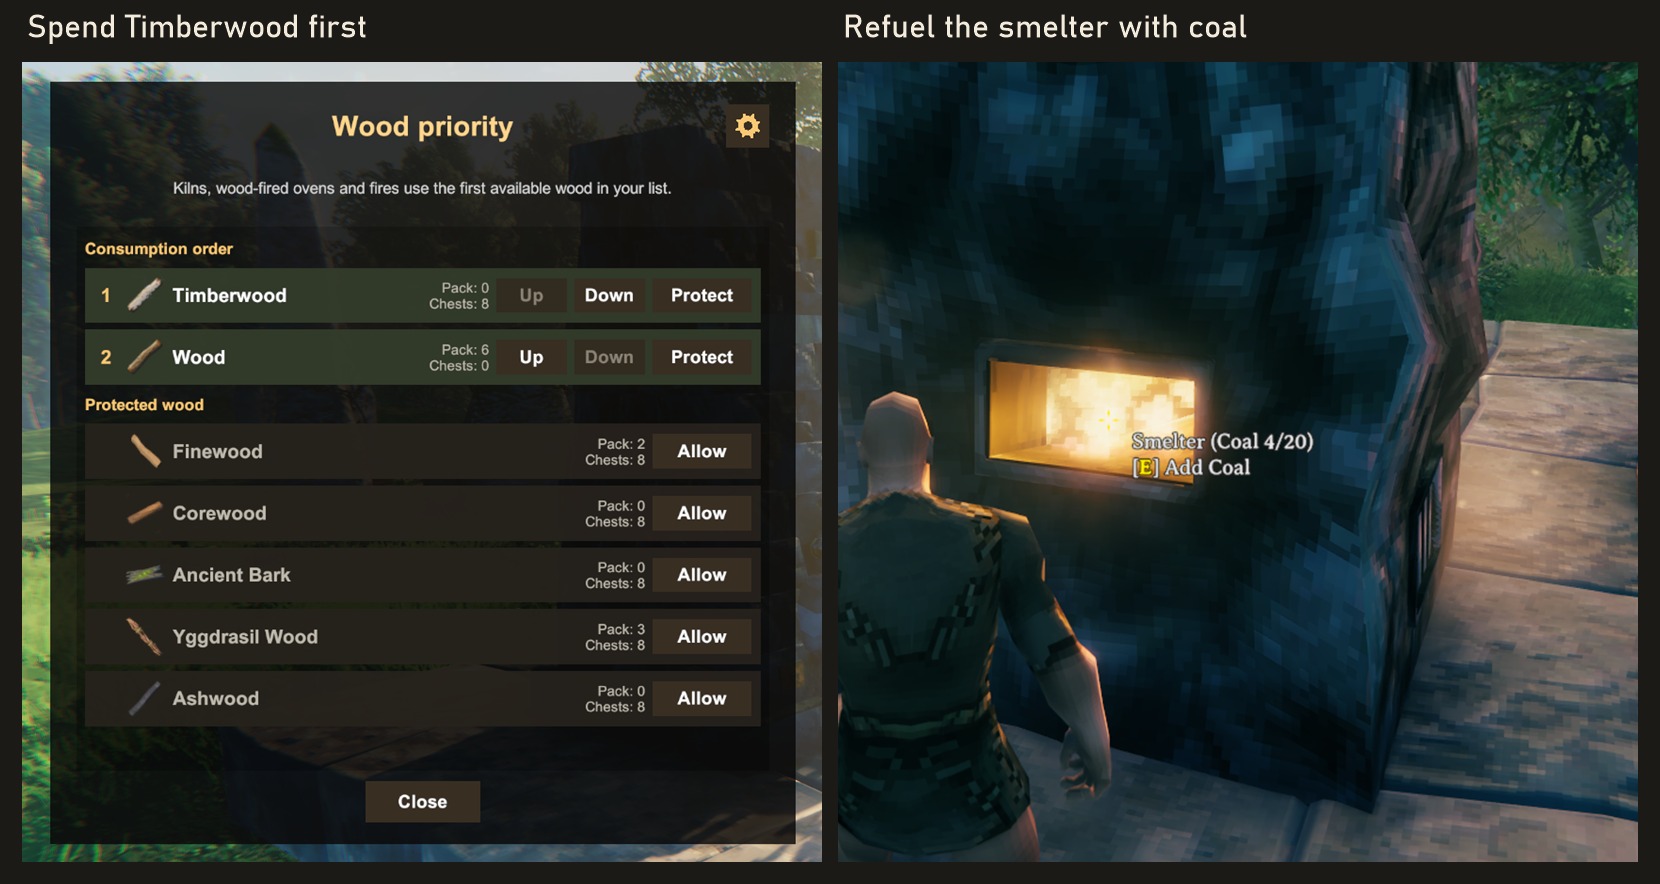 Spend Timberwood first
Wood priority
Kilns, wood-fired ovens and fires use the first available wood in your list.
Consumption order
1 Timberwood Pack: 0 Chests: 8 Up Down Protect
2 Wood Pack: 6 Chests: 0 Up Down Protect
Protected wood
Finewood Pack: 2 Chests: 8 Allow
Corewood Pack: 0 Chests: 8 Allow
Ancient Bark Pack: 0 Chests: 8 Allow
Yggdrasil Wood Pack: 3 Chests: 8 Allow
Ashwood Pack: 0 Chests: 8 Allow
Close
Refuel the smelter with coal
Smelter (Coal 4/20)
[E] Add Coal